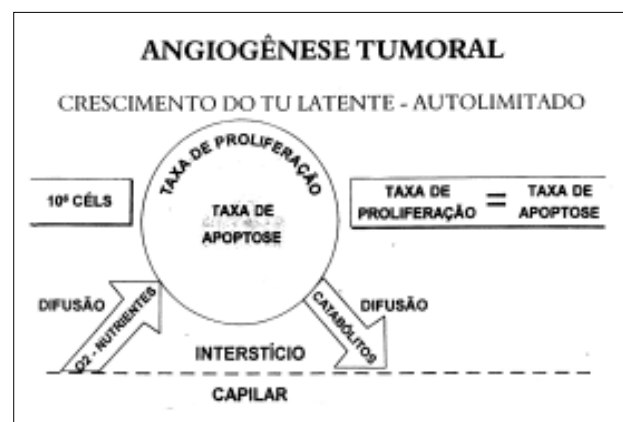 ANGIOGÊNESE TUMORAL
CRESCIMENTO DO TU LATENTE - AUTOLIMITADO
TAXA DE PROLIFERAÇÃO
TAXA DE
APOPTOSE
CÉLS
TAXA DE
PROLIFERAÇÃO
=
TAXA DE
APOPTOSE
DIFUSÃO
O2 - NUTRIENTES
CATABÓLITOS
DIFUSÃO
INTERSTÍCIO
CAPILAR